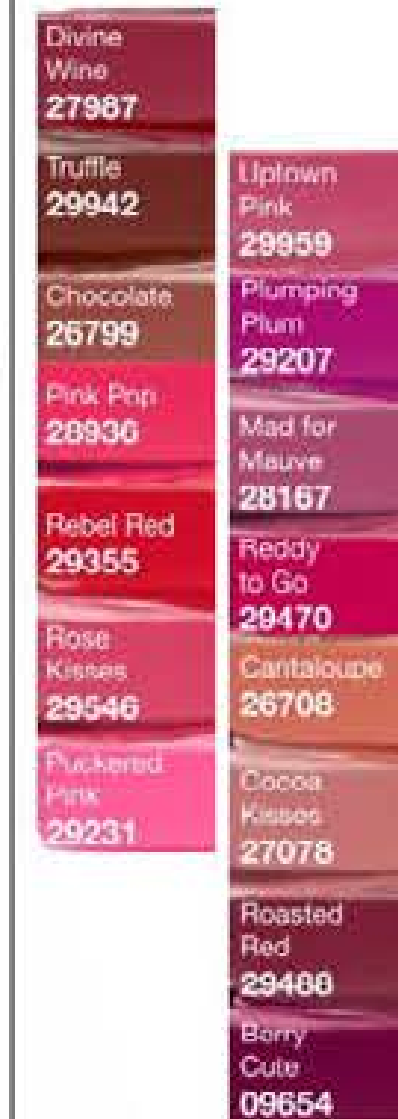 Divine
Wine
27987
Truffle
29942
Chocolate
26799
Pink Pop
28936
Rebel Red
29355
Rose
Kisses
29546
Puckered
Pink
29231
Uptown
Pink
29959
Plumping
Plum
29207
Mad for
Mauve
28167
Reddy
to Go
29470
Cantaloupe
26708
Cocoa
Kisses
27078
Roasted
Red
Berry
Cute
09654